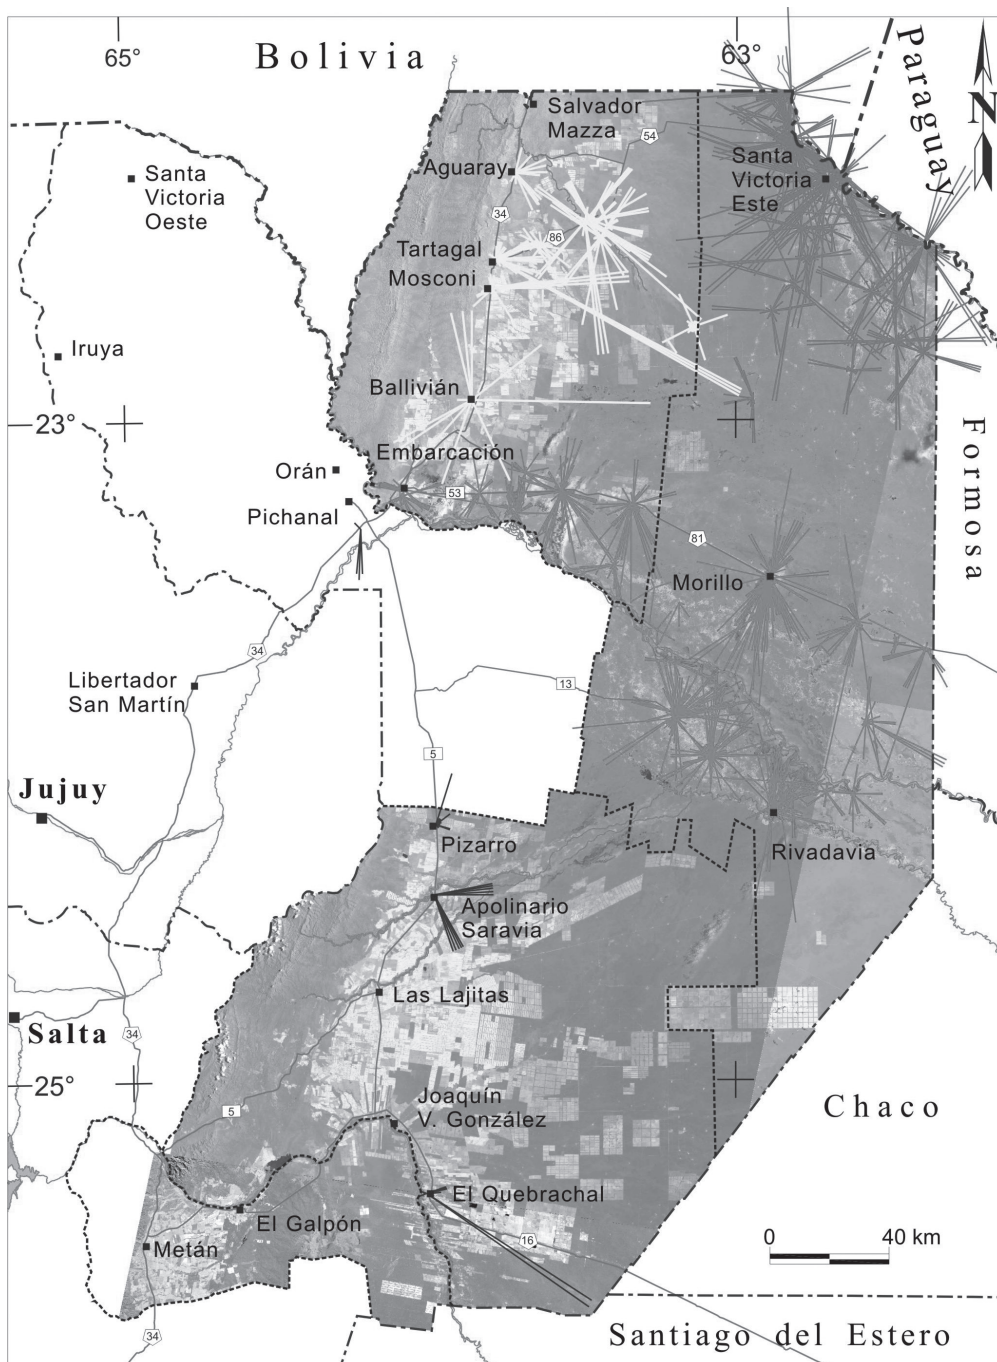 65°
63°
Bolivia
Paraguay
N
Salvador
Mazza
54
Santa
Victoria
Oeste
Aguaray
Santa
Victoria
Este
34
86
Tartagal
Mosconi
Iruya
Ballivián
23°
Formosa
Embarcación
Orán
53
Pichanal
81
Morillo
34
Libertador
San Martín
13
5
Jujuy
Pizarro
Rivadavia
Apolinario
Saravia
Las Lajitas
Salta
34
25°
Joaquín
V. González
5
Chaco
El Quebrachal
El Galpón
16
Metán
0 40 km
34
Santiago del Estero